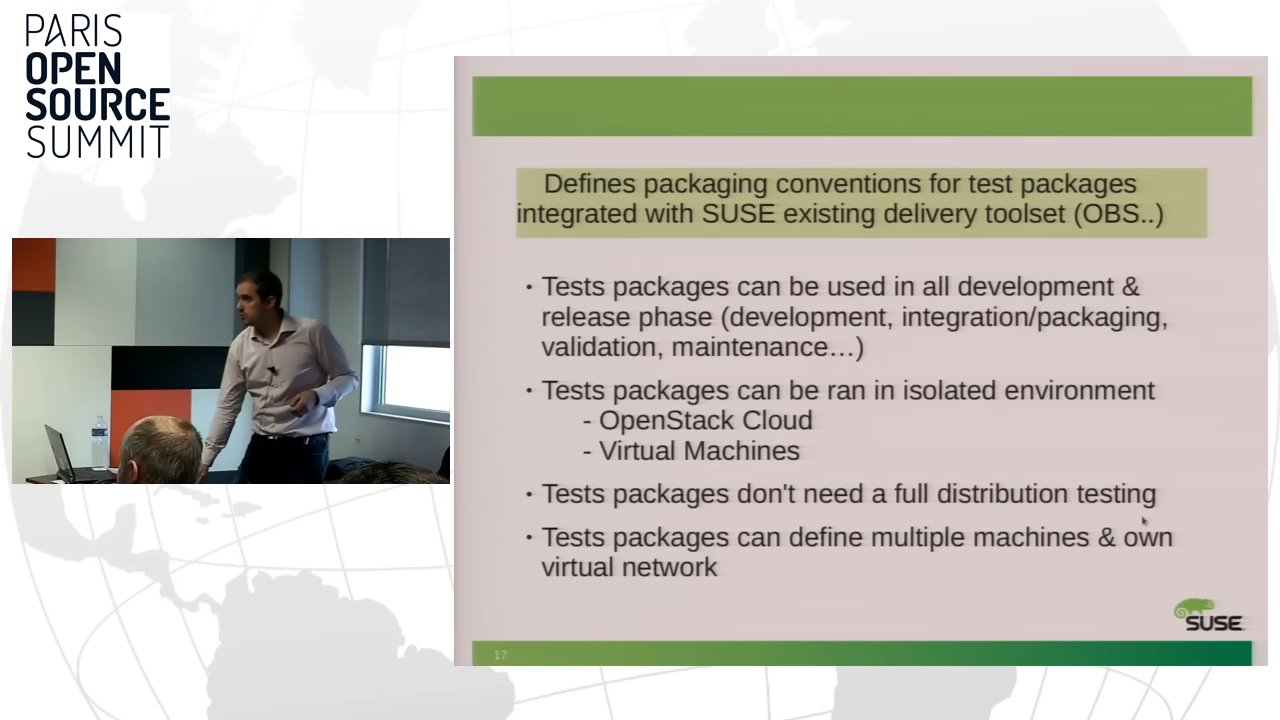 PARIS
OPEN
SOURCE
SUMMIT
Defines packaging conventions for test packages
integrated with SUSE existing delivery toolset (OBS..)
• Tests packages can be used in all development &
release phase (development, integration/packaging,
validation, maintenance…)
• Tests packages can be ran in isolated environment
- OpenStack Cloud
- Virtual Machines
• Tests packages don't need a full distribution testing
• Tests packages can define multiple machines & own
virtual network
SUSE
17